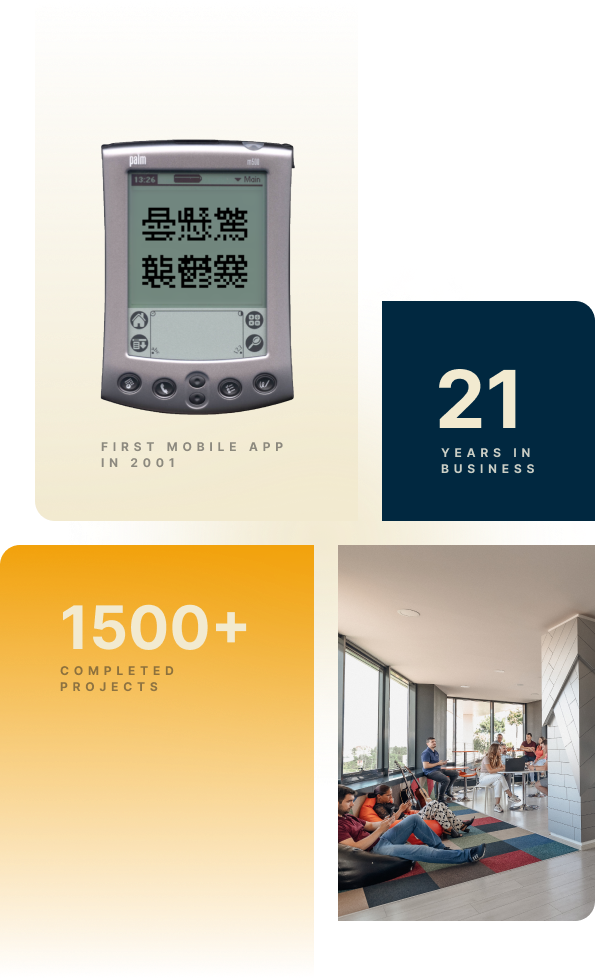 palm
m500
13:26
Main
FIRST MOBILE APP
IN 2001
21
YEARS IN
BUSINESS
1500+
COMPLETED
PROJECTS